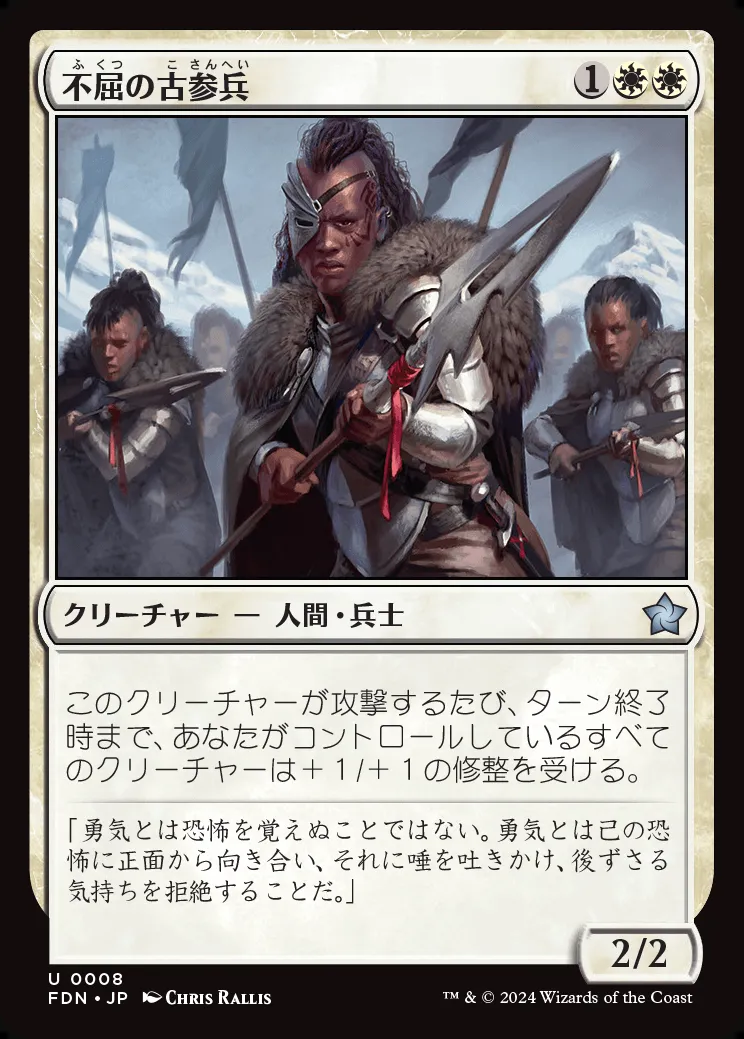 ふくつ こさんへい
不屈の古参兵 1
クリーチャー ― 人間・兵士
このクリーチャーが攻撃するたび、ターン終了
時まで、あなたがコントロールしているすべて
のクリーチャーは+1/+1の修整を受ける。
「勇気とは恐怖を覚えぬことではない。勇気とは己の恐
怖に正面から向き合い、それに唾を吐きかけ、後ずさる
気持ちを拒絶することだ。」
2/2
U 0008
FDN • JP Chris Rallis ™ & © 2024 Wizards of the Coast